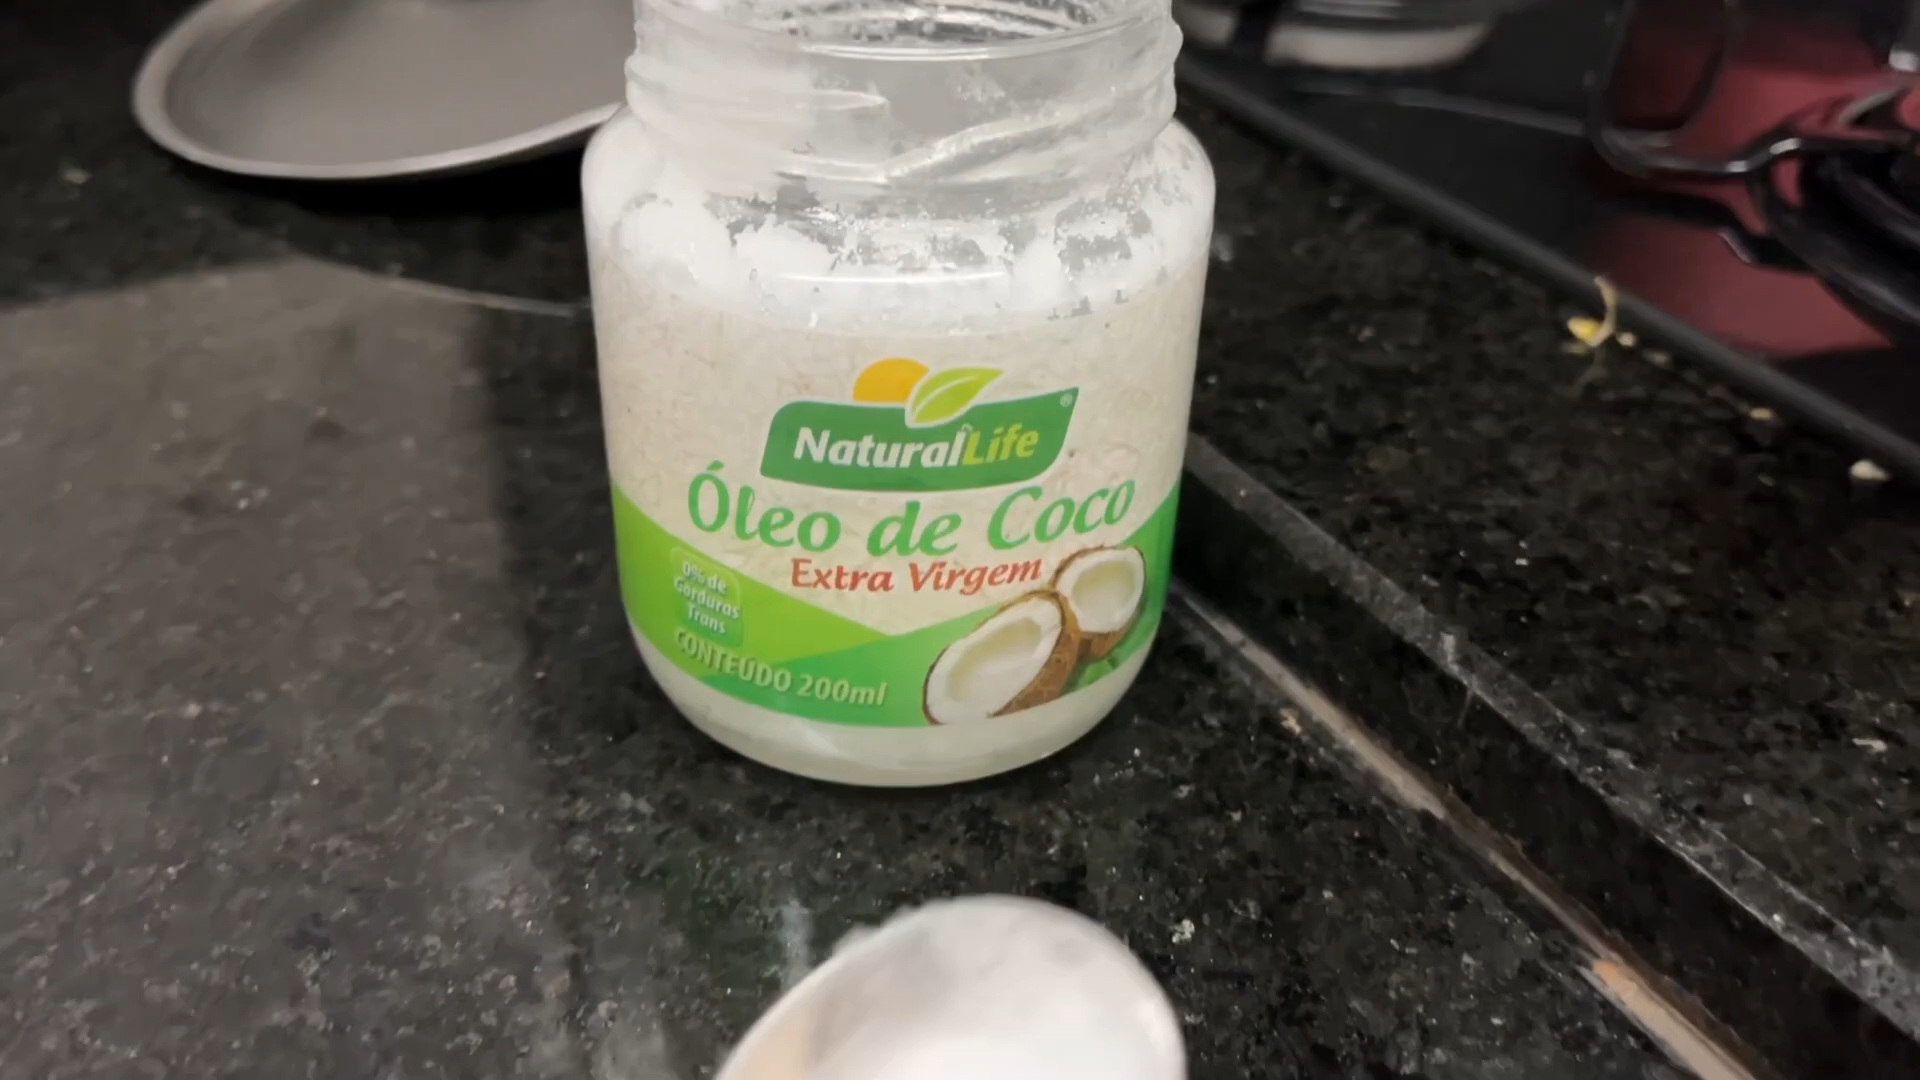 NaturalLife®
Óleo de Coco
Extra Virgem
0% de
Gorduras
Trans
CONTEÚDO 200ml